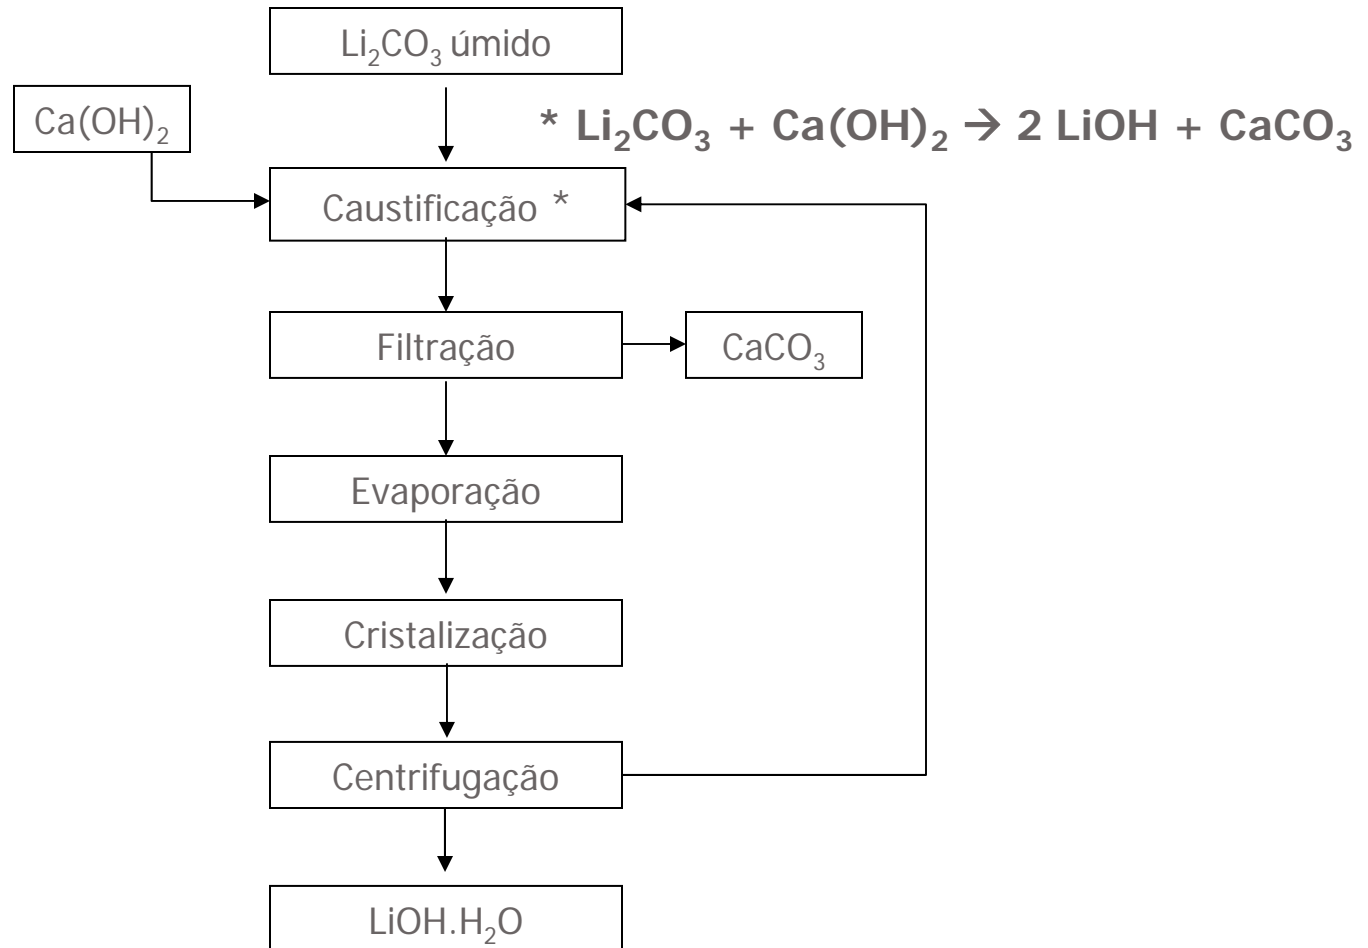 Li₂CO₃ úmido
Ca(OH)₂
* Li₂CO₃ + Ca(OH)₂ → 2 LiOH + CaCO₃
Caustificação *
Filtração
CaCO₃
Evaporação
Cristalização
Centrifugação
LiOH.H₂O